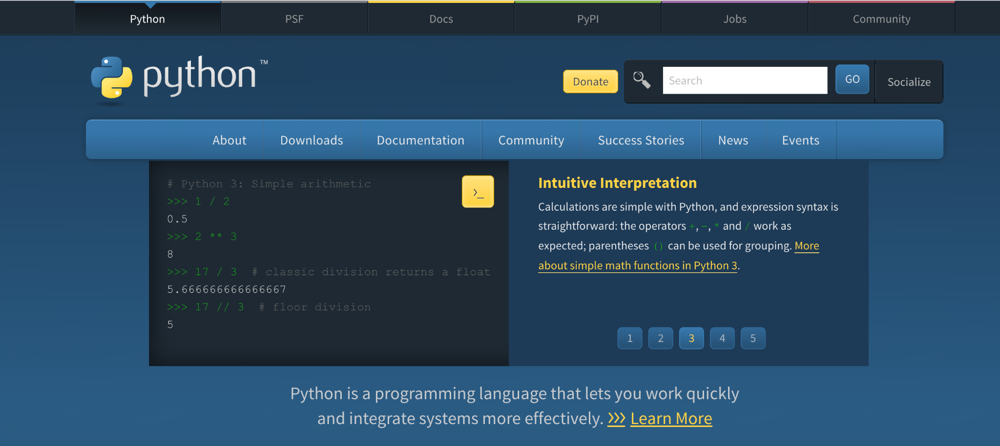 Python
PSF
Docs
PyPI
Jobs
Community
python™
Donate
Search
GO
Socialize
About
Downloads
Documentation
Community
Success Stories
News
Events
# Python 3: Simple arithmetic
>>> 1 / 2
0.5
>>> 2 ** 3
8
>>> 17 / 3  # classic division returns a float
5.666666666666667
>>> 17 // 3  # floor division
5
>_
Intuitive Interpretation
Calculations are simple with Python, and expression syntax is
straightforward: the operators +, -, * and / work as
expected; parentheses () can be used for grouping. More
about simple math functions in Python 3.
1
2
3
4
5
Python is a programming language that lets you work quickly
and integrate systems more effectively. >>> Learn More